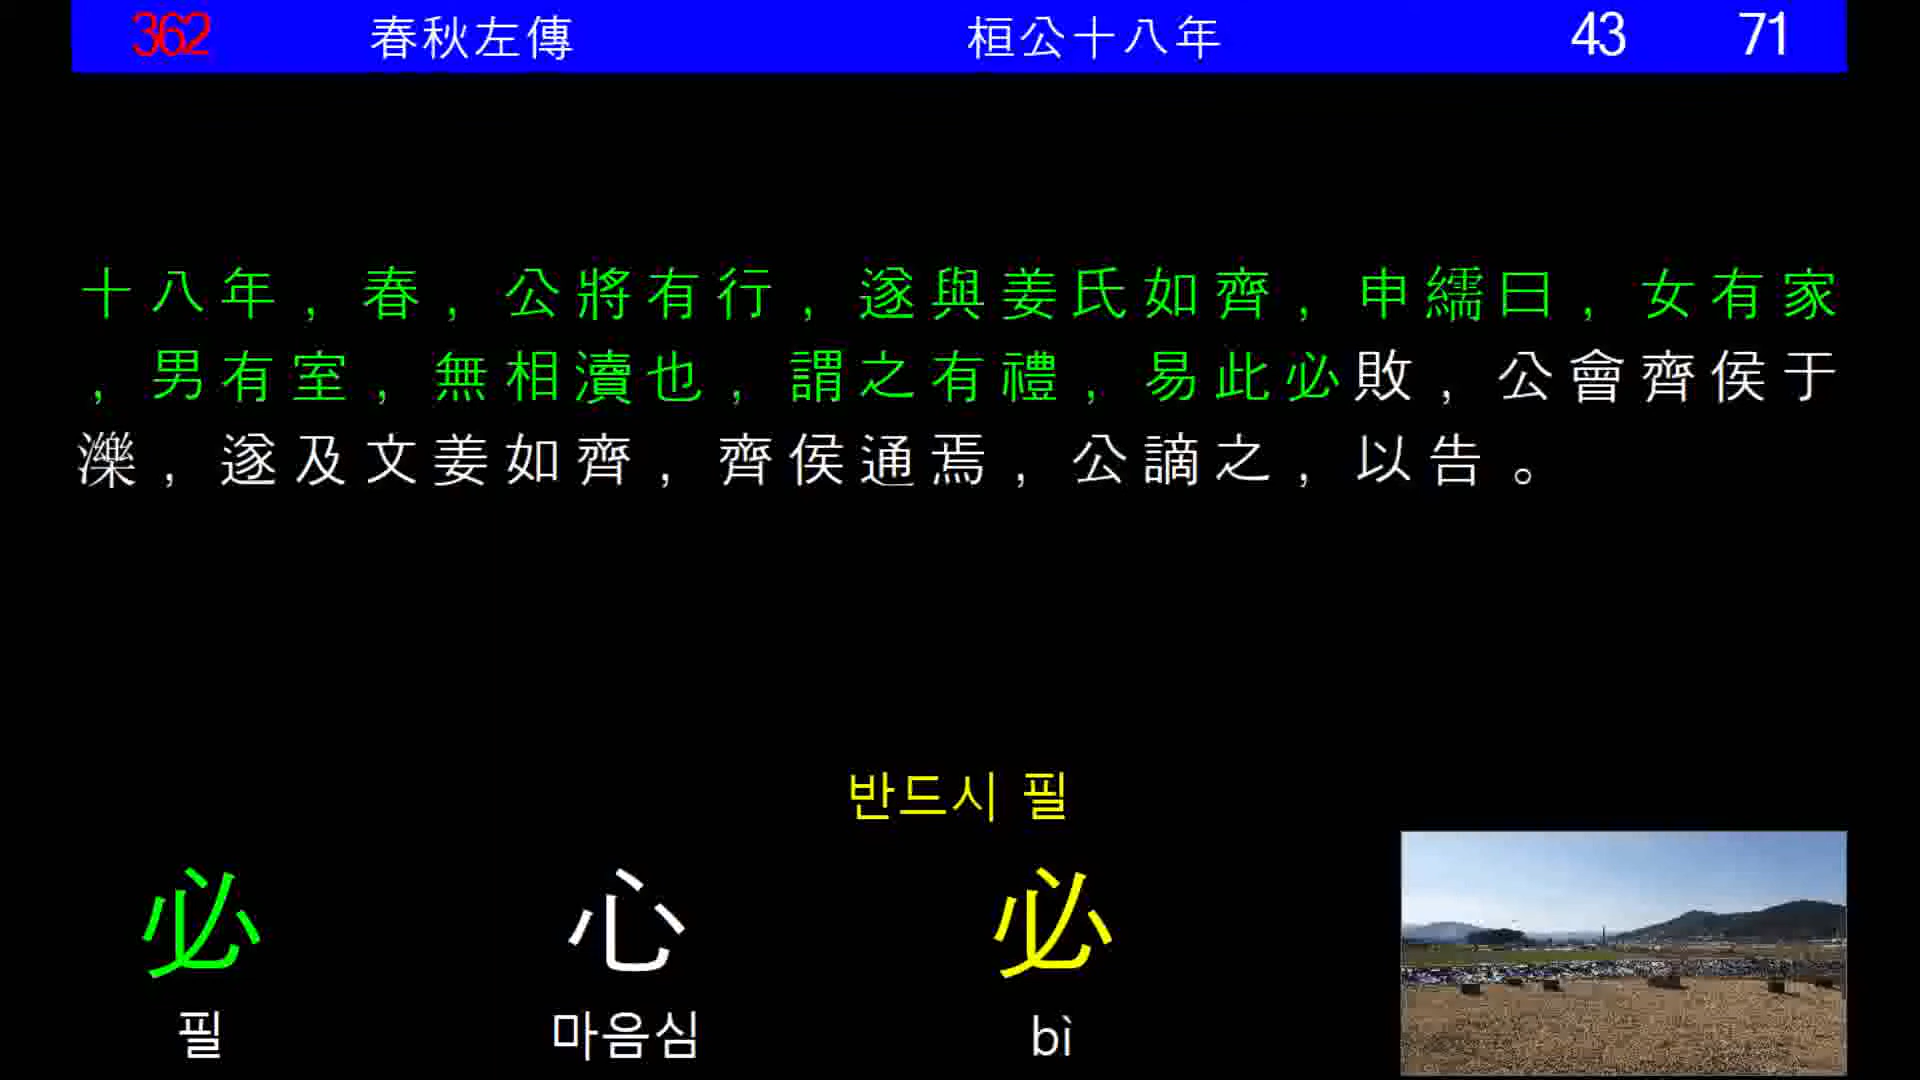 362 春秋左傳 桓公十八年 43 71
十八年，春，公將有行，遂與姜氏如齊，申繻曰，女有家
，男有室，無相瀆也，謂之有禮，易此必敗，公會齊侯于
濼，遂及文姜如齊，齊侯通焉，公謫之，以告。
반드시 필
必 心 必
필 마음심 bì